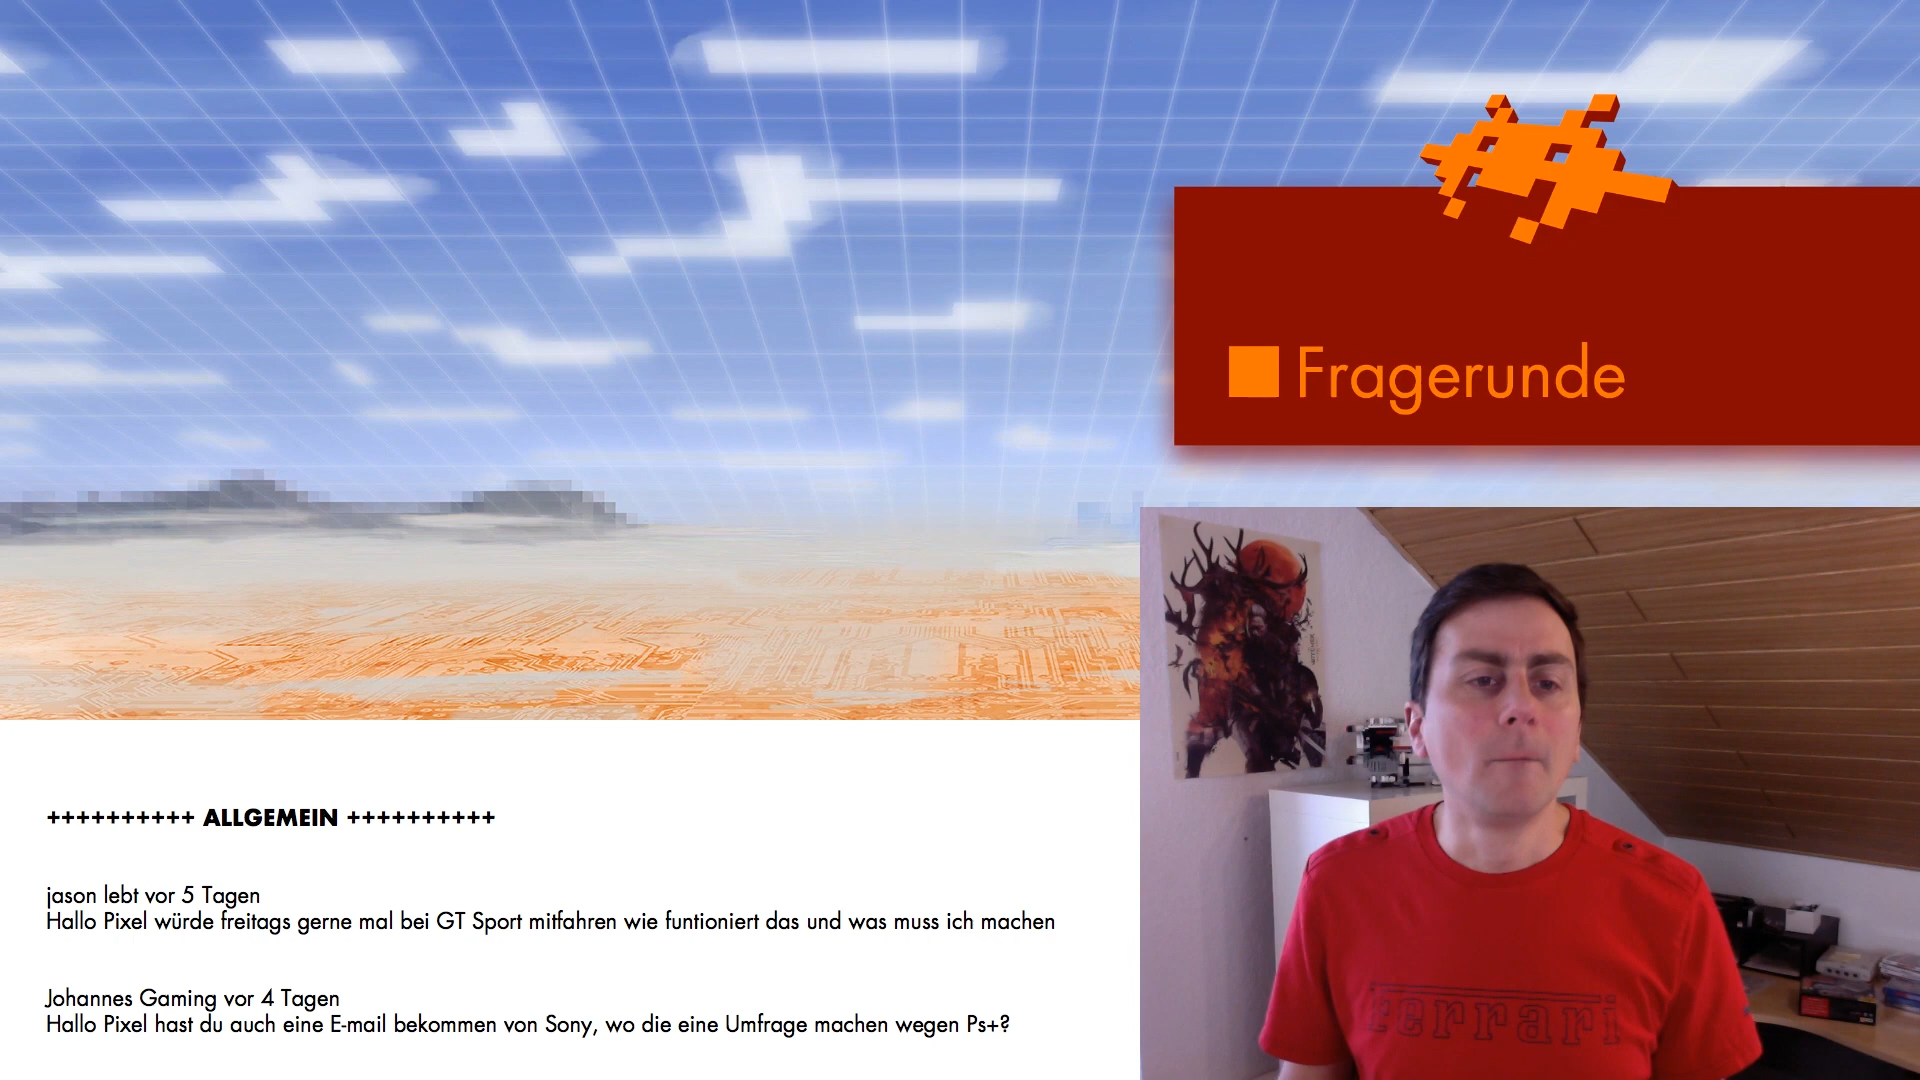 Fragerunde
++++++++++ ALLGEMEIN ++++++++++
jason lebt vor 5 Tagen
Hallo Pixel würde freitags gerne mal bei GT Sport mitfahren wie funtioniert das und was muss ich machen
Johannes Gaming vor 4 Tagen
Hallo Pixel hast du auch eine E-mail bekommen von Sony, wo die eine Umfrage machen wegen Ps+?
ferrari